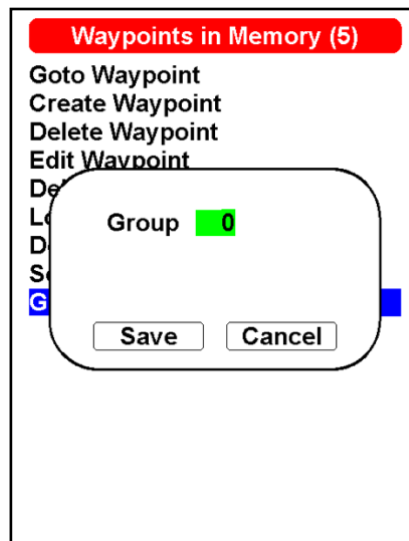 Waypoints in Memory (5)
Goto Waypoint
Create Waypoint
Delete Waypoint
Edit Waypoint
Group 0
Save Cancel